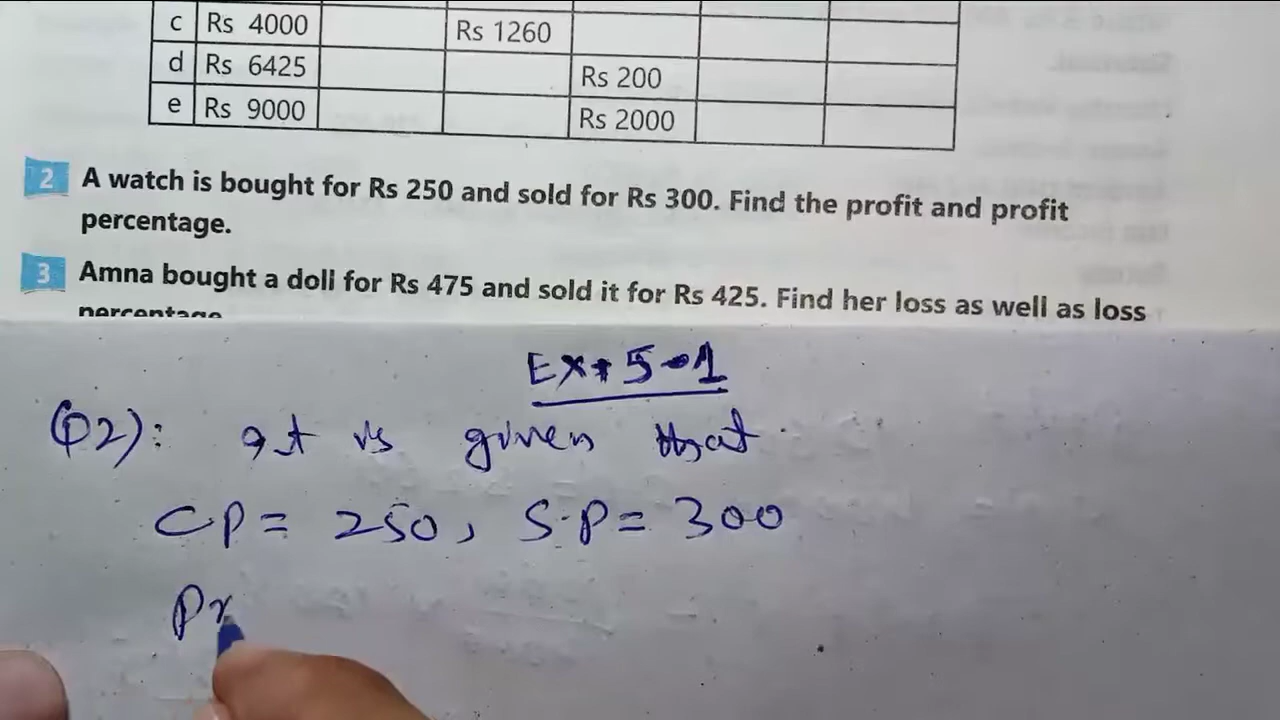 c Rs 4000 Rs 1260
d Rs 6425 Rs 200
e Rs 9000 Rs 2000
2 A watch is bought for Rs 250 and sold for Rs 300. Find the profit and profit
percentage.
3 Amna bought a doll for Rs 475 and sold it for Rs 425. Find her loss as well as loss
percentage
Ex. 5.1
Q2): It is given that
CP = 250, S.P = 300
Pr